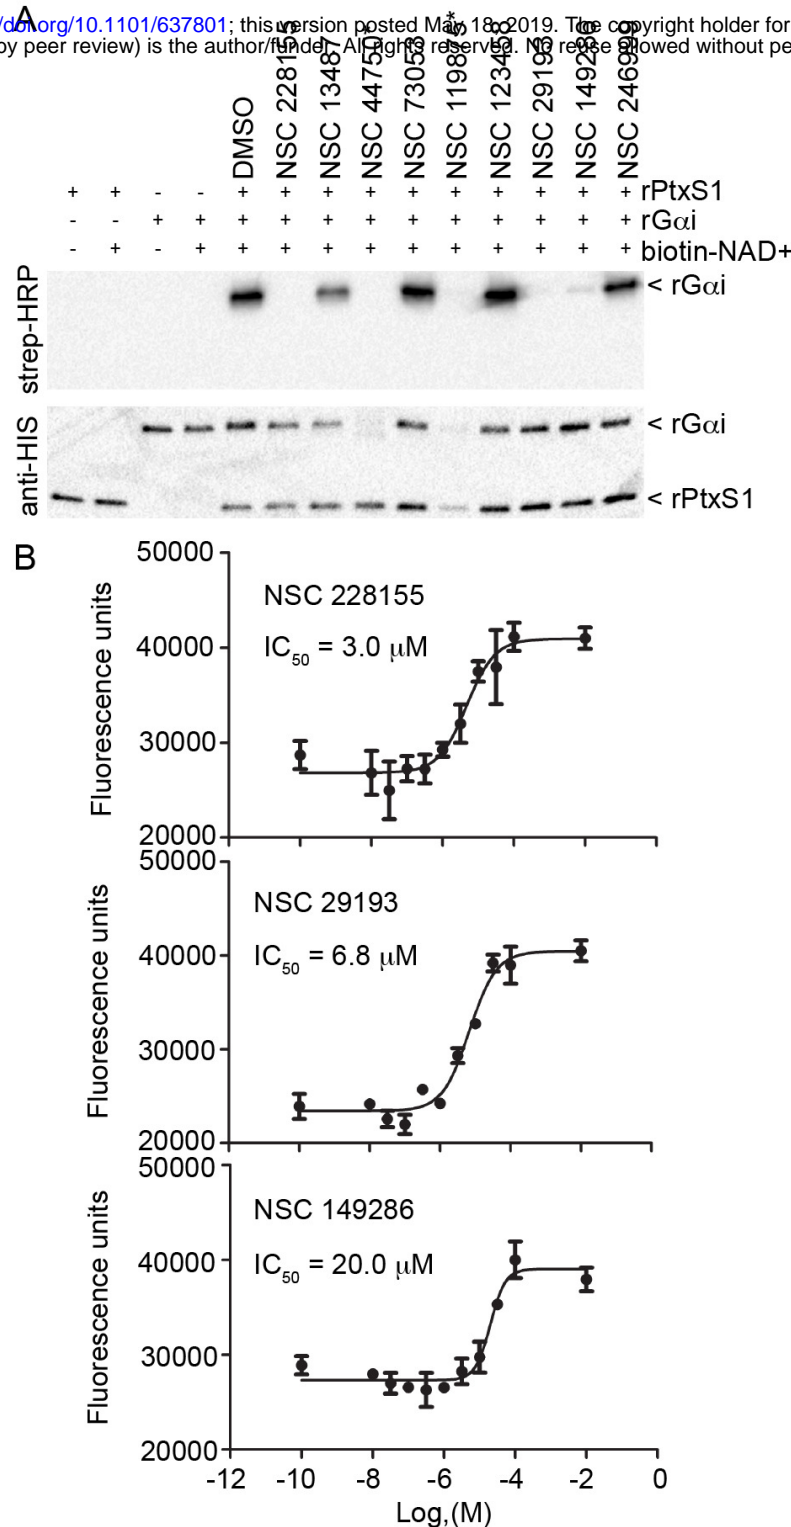 A
/doi.org/10.1101/637801; this version posted May 18, 2019. The copyright holder for
by peer review) is the author/funder. All rights reserved. No reuse allowed without pe
DMSO
NSC 228155
NSC 13487
NSC
NSC 73053
NSC
NSC 123458
NSC 29193
NSC 149286
NSC 246999
+ + - - + + + + + + + + + + rPtxS1
- - + + + + + + + + + + + + rGαi
- + - + + + + + + + + + + + biotin-NAD+
strep-HRP
< rGαi
anti-HIS
< rGαi
< rPtxS1
B
50000
40000
30000
20000
Fluorescence units
NSC 228155
IC50 = 3.0 μM
50000
40000
30000
20000
Fluorescence units
NSC 29193
IC50 = 6.8 μM
50000
40000
30000
20000
Fluorescence units
NSC 149286
IC50 = 20.0 μM
-12 -10 -8 -6 -4 -2 0
Log,(M)